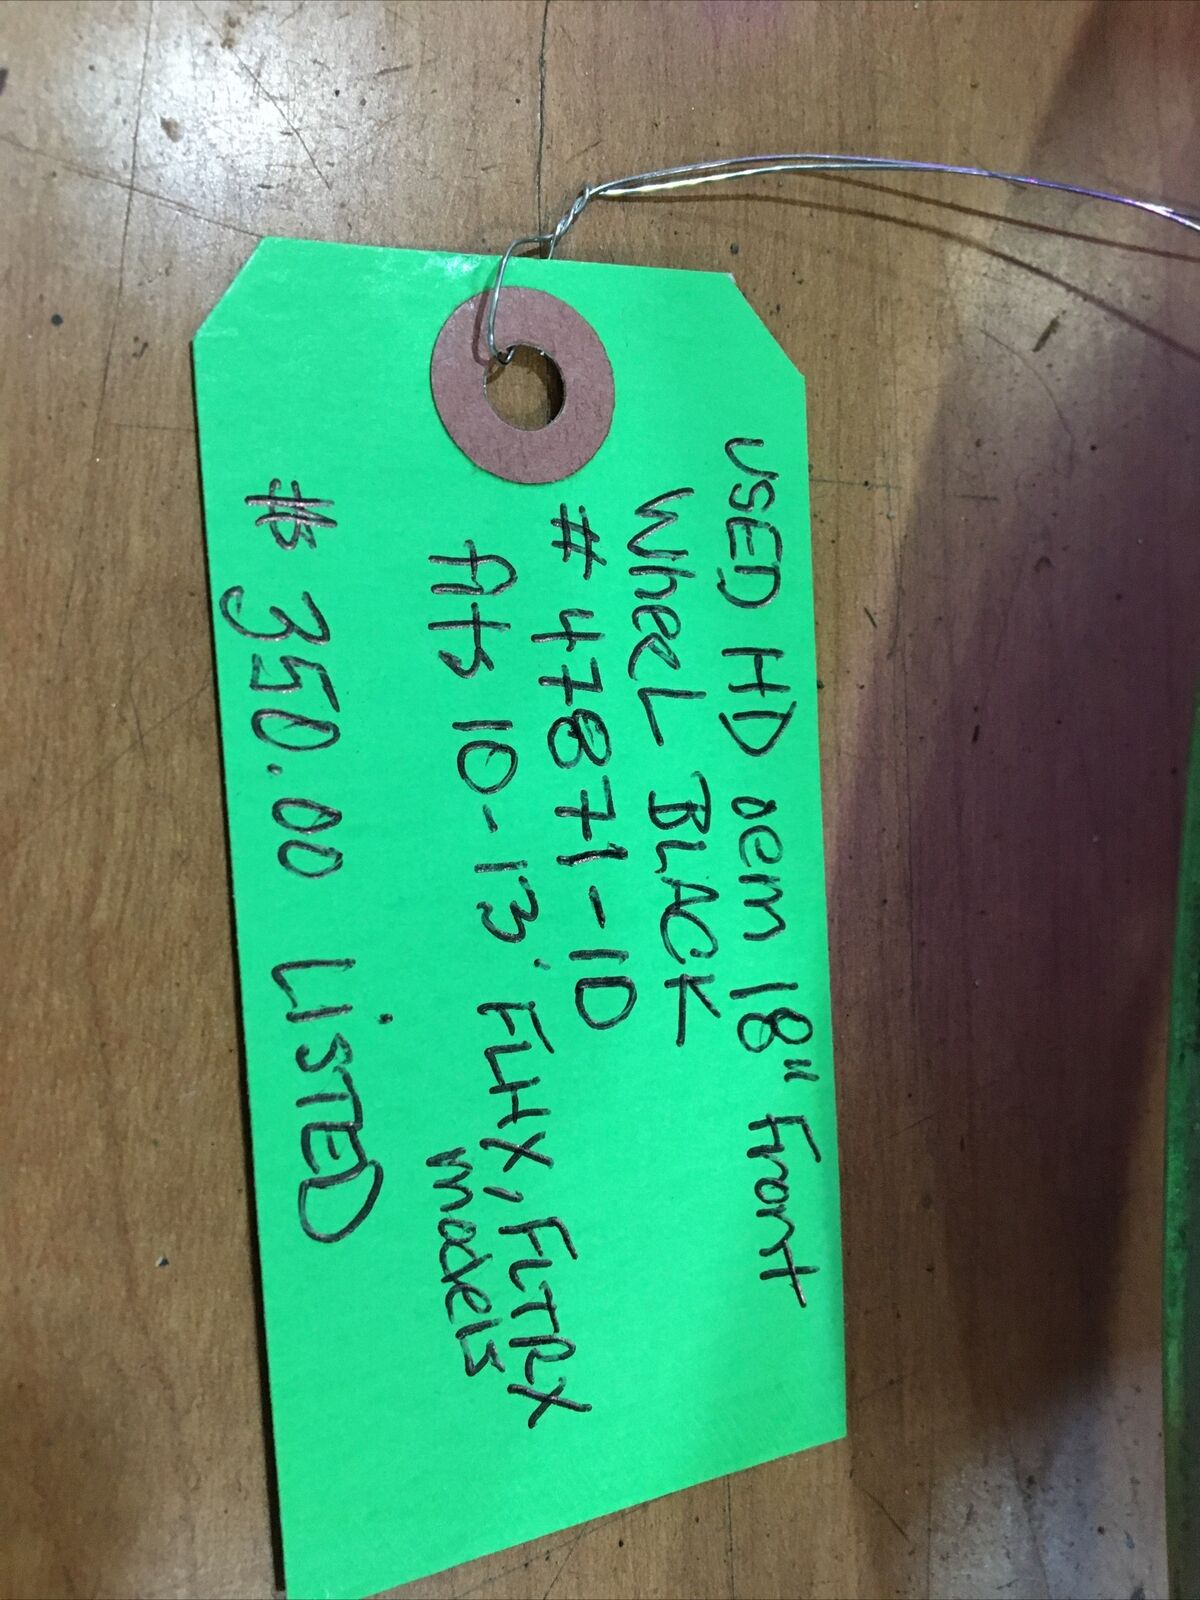 USED HD oem 18" Front
Wheel BLACK
# 47871-10
fits 10-13' FLHX, FLTRX
models
$ 350.00 LiSTED